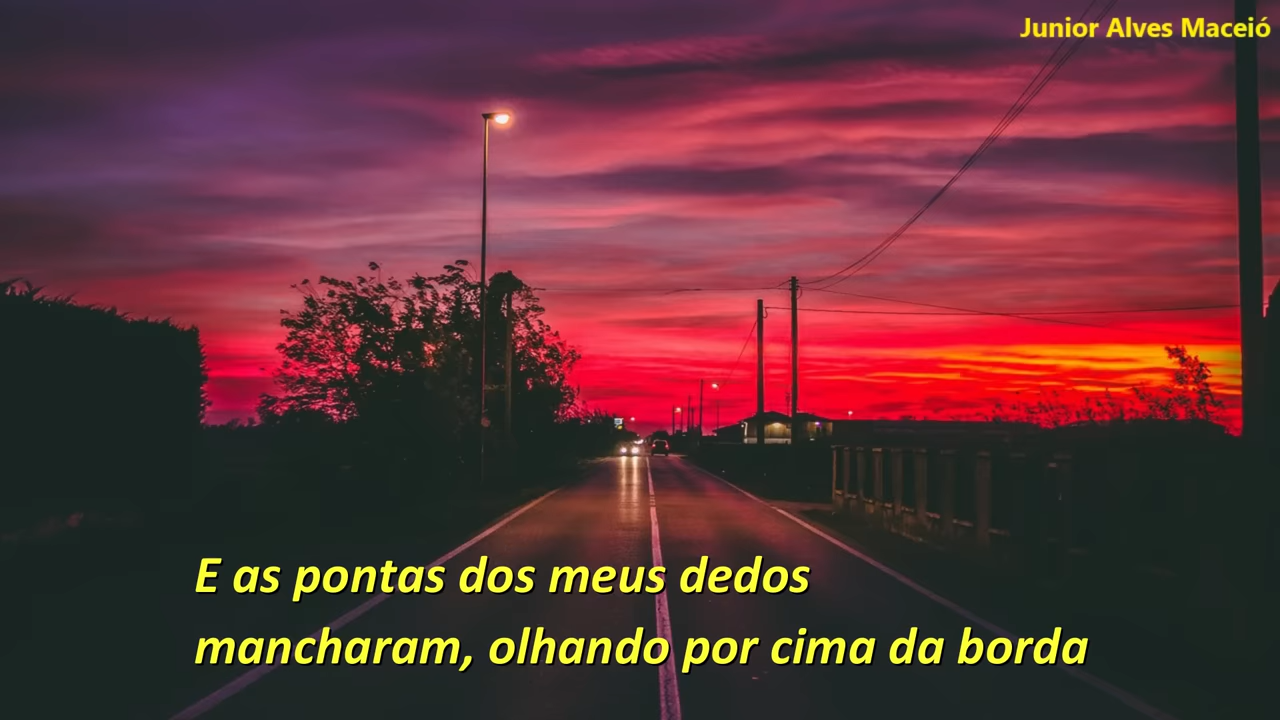 Junior Alves Maceió
E as pontas dos meus dedos
mancharam, olhando por cima da borda